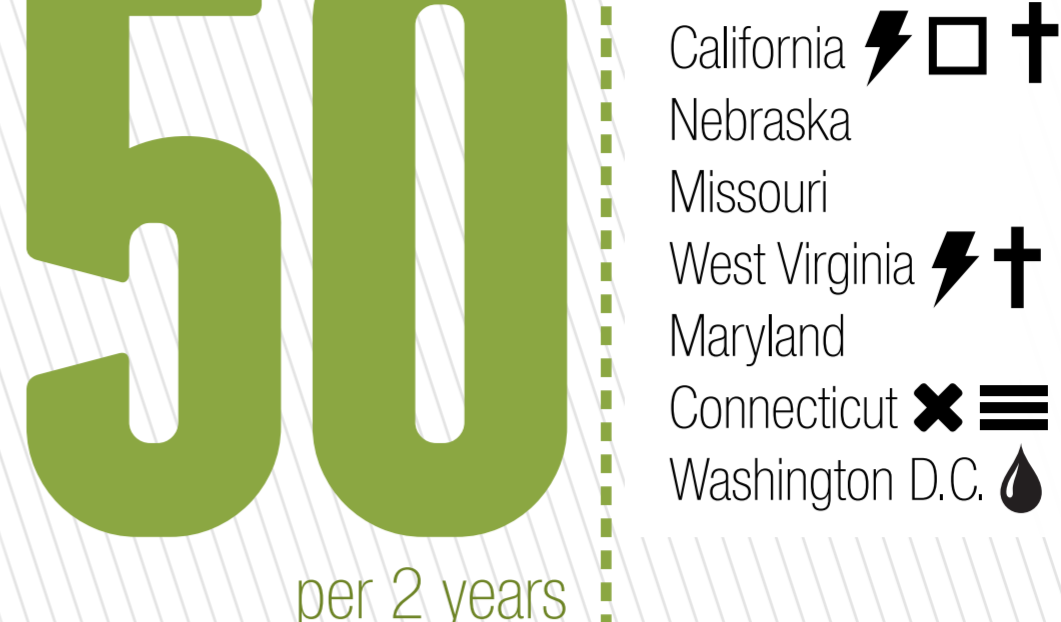 50
per 2 years
California
Nebraska
Missouri
West Virginia
Maryland
Connecticut
Washington D.C.